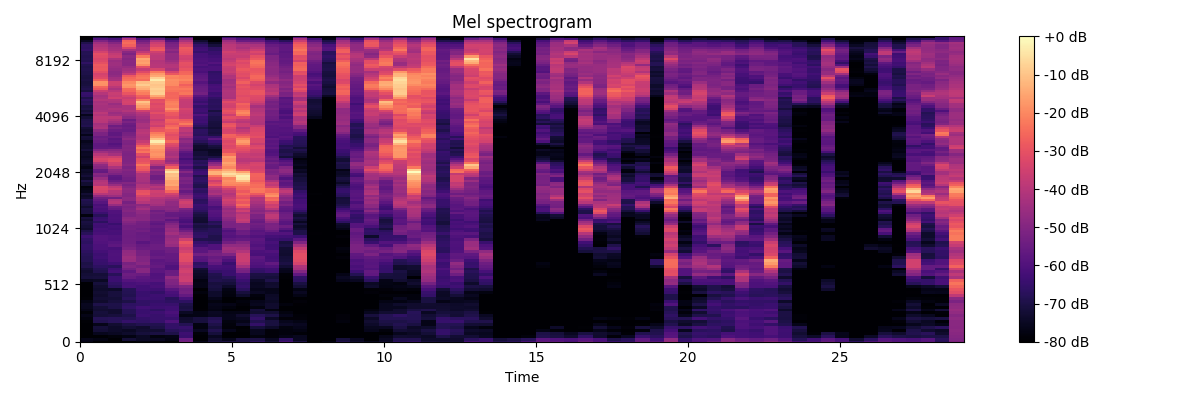 Mel spectrogram
Hz
8192
4096
2048
1024
512
0
0 5 10 15 20 25
Time
+0 dB
-10 dB
-20 dB
-30 dB
-40 dB
-50 dB
-60 dB
-70 dB
-80 dB